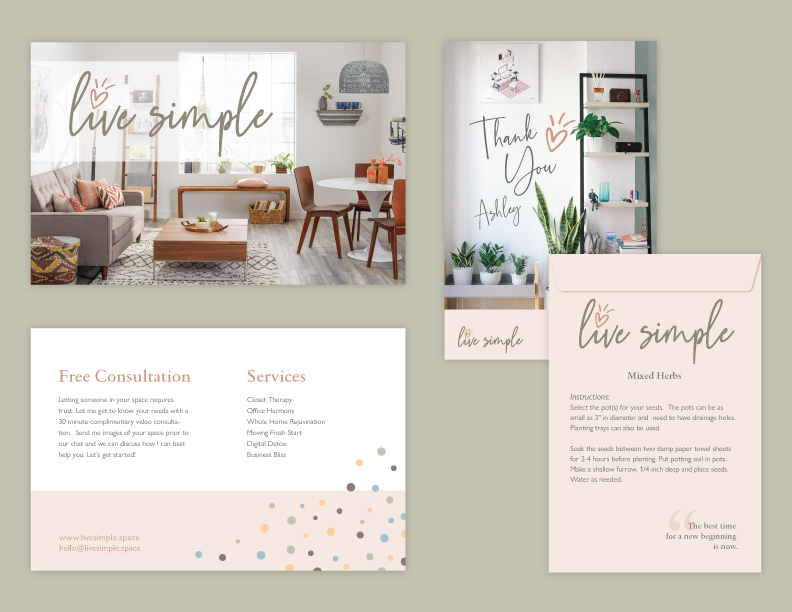 live simple
Free Consultation
Letting someone in your space requires
trust. Let me get to know your needs with a
30 minute complimentary video consulta-
tion. Send me images of your space prior to
our chat and we can discuss how I can best
help you. Let's get started!
Services
Closet Therapy
Office Harmony
Whole Home Rejuvination
Moving Fresh Start
Digital Detox
Business Bliss
www.livesimple.space
hello@livesimple.space
Thank
You
Ashley
live simple
live simple
Mixed Herbs
Instructions:
Select the pot(s) for your seeds. The pots can be as
small as 3" in diameter and need to have drainage holes.
Planting trays can also be used.
Soak the seeds between two damp paper towel sheets
for 2-4 hours before planting. Put potting soil in pots.
Make a shallow furrow, 1/4 inch deep and place seeds.
Water as needed.
“The best time
for a new beginning
is now.